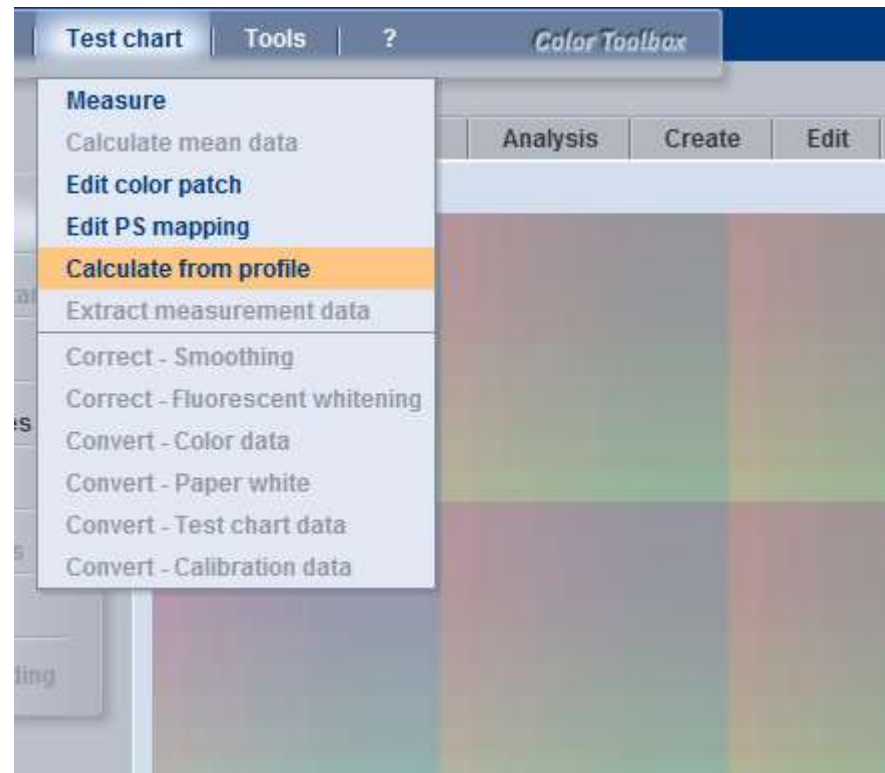 Test chart Tools ? Color Toolbox
Measure
Calculate mean data
Analysis Create Edit
Edit color patch
Edit PS mapping
Calculate from profile
Extract measurement data
Correct - Smoothing
Correct - Fluorescent whitening
Convert - Color data
Convert - Paper white
Convert - Test chart data
Convert - Calibration data